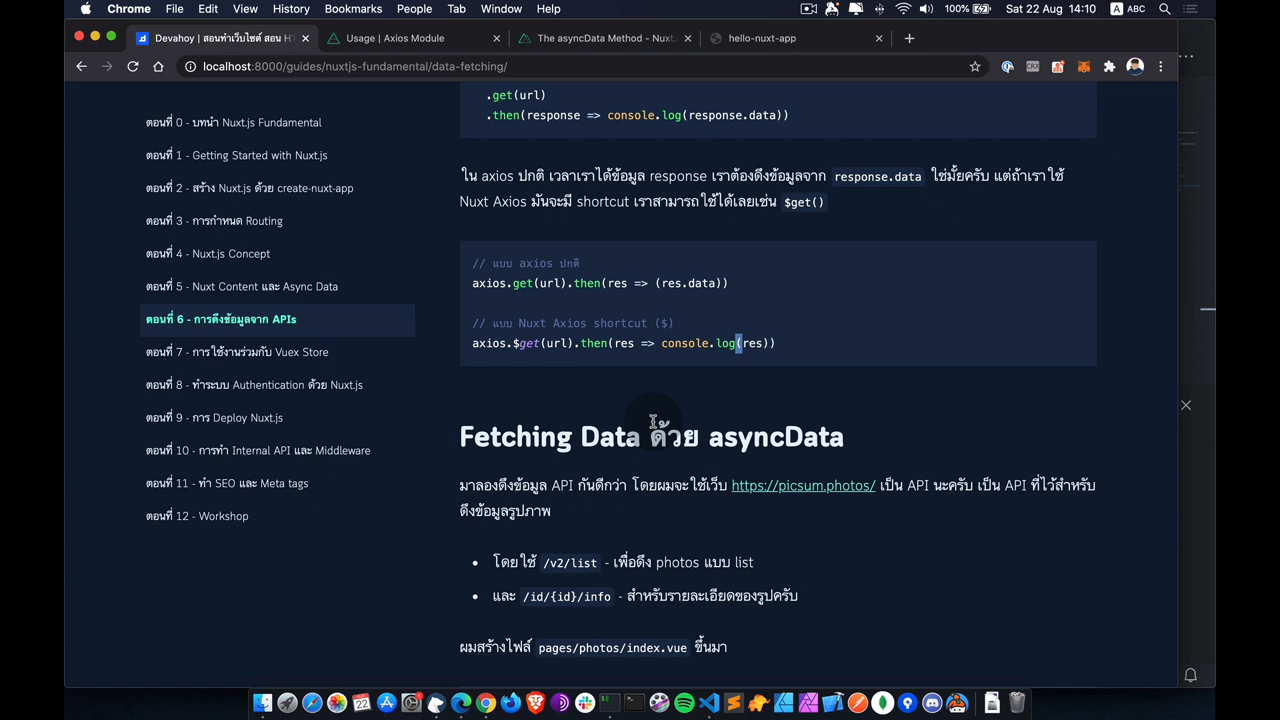 Chrome File Edit View History Bookmarks People Tab Window Help 100% Sat 22 Aug 14:10 A ABC
Devahoy | สอนทำเว็บไซต์ สอน HT
Usage | Axios Module
The asyncData Method - Nuxt.
hello-nuxt-app
localhost:8000/guides/nuxtjs-fundamental/data-fetching/
ตอนที่ 0 - บทนำ Nuxt.js Fundamental
ตอนที่ 1 - Getting Started with Nuxt.js
ตอนที่ 2 - สร้าง Nuxt.js ด้วย create-nuxt-app
ตอนที่ 3 - การกำหนด Routing
ตอนที่ 4 - Nuxt.js Concept
ตอนที่ 5 - Nuxt Content และ Async Data
ตอนที่ 6 - การดึงข้อมูลจาก APIs
ตอนที่ 7 - การใช้งานร่วมกับ Vuex Store
ตอนที่ 8 - ทำระบบ Authentication ด้วย Nuxt.js
ตอนที่ 9 - การ Deploy Nuxt.js
ตอนที่ 10 - การทำ Internal API และ Middleware
ตอนที่ 11 - ทำ SEO และ Meta tags
ตอนที่ 12 - Workshop
.get(url)
.then(response => console.log(response.data))
ใน axios ปกติ เวลาเราได้ข้อมูล response เราต้องดึงข้อมูลจาก response.data ใช่มั้ยครับ แต่ถ้าเราใช้
Nuxt Axios มันจะมี shortcut เราสามารถใช้ได้เลยเช่น $get()
// แบบ axios ปกติ
axios.get(url).then(res => (res.data))
// แบบ Nuxt Axios shortcut ($)
axios.$get(url).then(res => console.log(res))
Fetching Data ด้วย asyncData
มาลองดึงข้อมูล API กันดีกว่า โดยผมจะใช้เว็บ https://picsum.photos/ เป็น API นะครับ เป็น API ที่ไว้สำหรับ
ดึงข้อมูลรูปภาพ
• โดยใช้ /v2/list - เพื่อดึง photos แบบ list
• และ /id/{id}/info - สำหรับรายละเอียดของรูปครับ
ผมสร้างไฟล์ pages/photos/index.vue ขึ้นมา